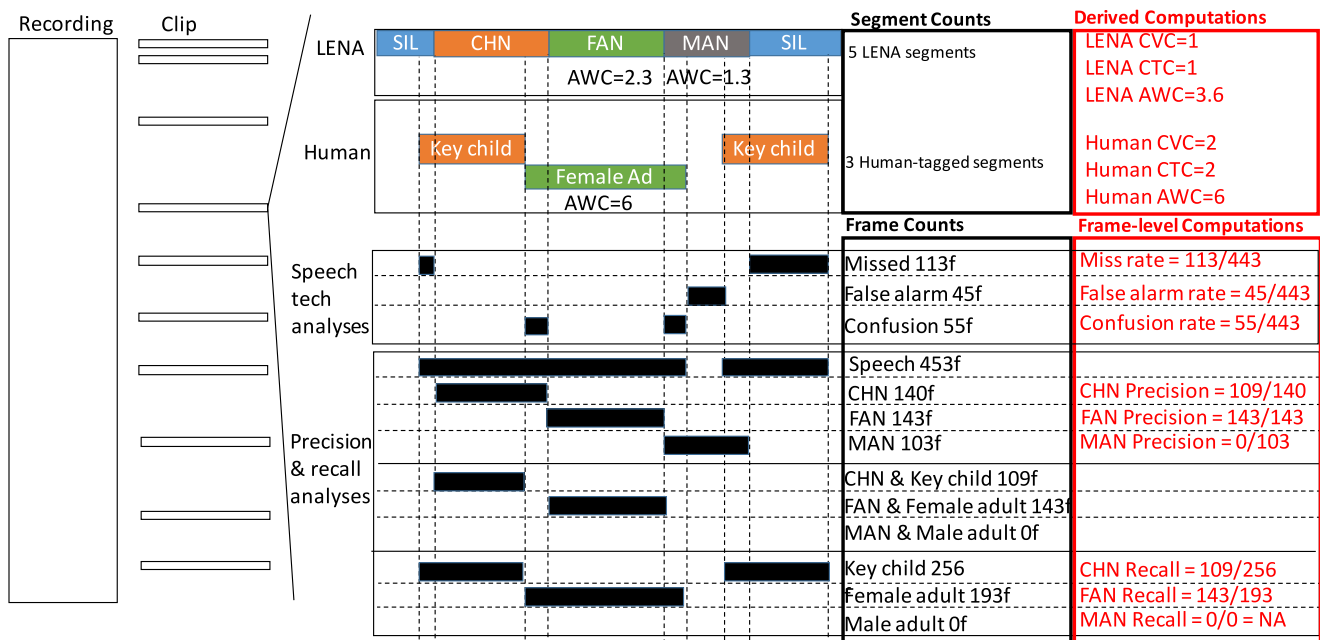 Recording
Clip
Segment Counts
Derived Computations
LENA
SIL
CHN
FAN
MAN
SIL
AWC=2.3
AWC=1.3
5 LENA segments
LENA CVC=1
LENA CTC=1
LENA AWC=3.6
Human
Key child
Key child
Female Ad
AWC=6
3 Human-tagged segments
Human CVC=2
Human CTC=2
Human AWC=6
Frame Counts
Frame-level Computations
Speech
tech
analyses
Missed 113f
Miss rate = 113/443
False alarm 45f
False alarm rate = 45/443
Confusion 55f
Confusion rate = 55/443
Precision
& recall
analyses
Speech 453f
CHN 140f
CHN Precision = 109/140
FAN 143f
FAN Precision = 143/143
MAN 103f
MAN Precision = 0/103
CHN & Key child 109f
FAN & Female adult 143f
MAN & Male adult 0f
Key child 256
f
CHN Recall = 109/256
Female adult 193f
FAN Recall = 143/193
Male adult 0f
MAN Recall = 0/0 = NA